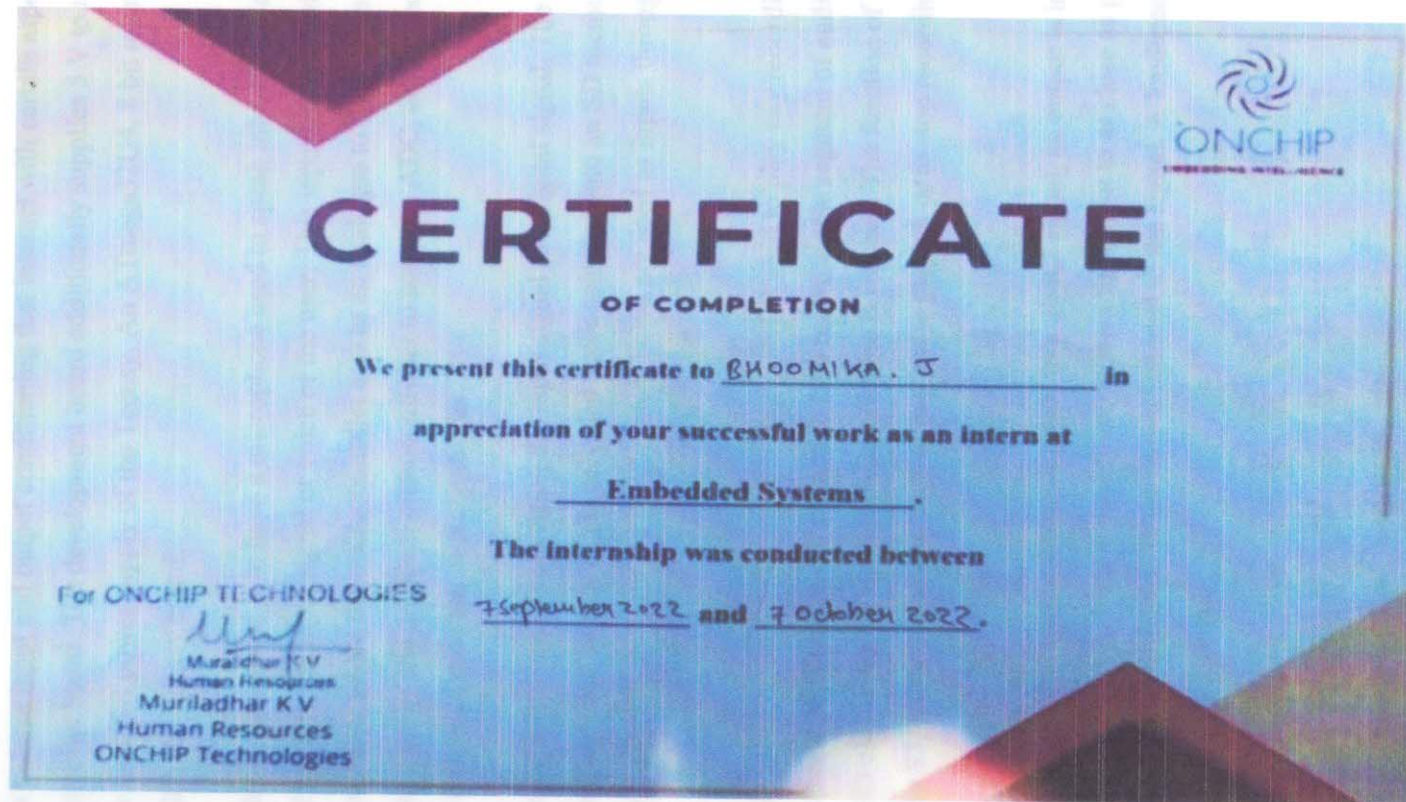 ONCHIP
EMBEDDING INTELLIGENCE
CERTIFICATE
OF COMPLETION
We present this certificate to BHOOMIKA. J in
appreciation of your successful work as an intern at
Embedded Systems.
The internship was conducted between
7 September 2022 and 7 October 2022.
For ONCHIP TECHNOLOGIES
Muralidhar K V
Human Resources
Muriladhar K V
Human Resources
ONCHIP Technologies